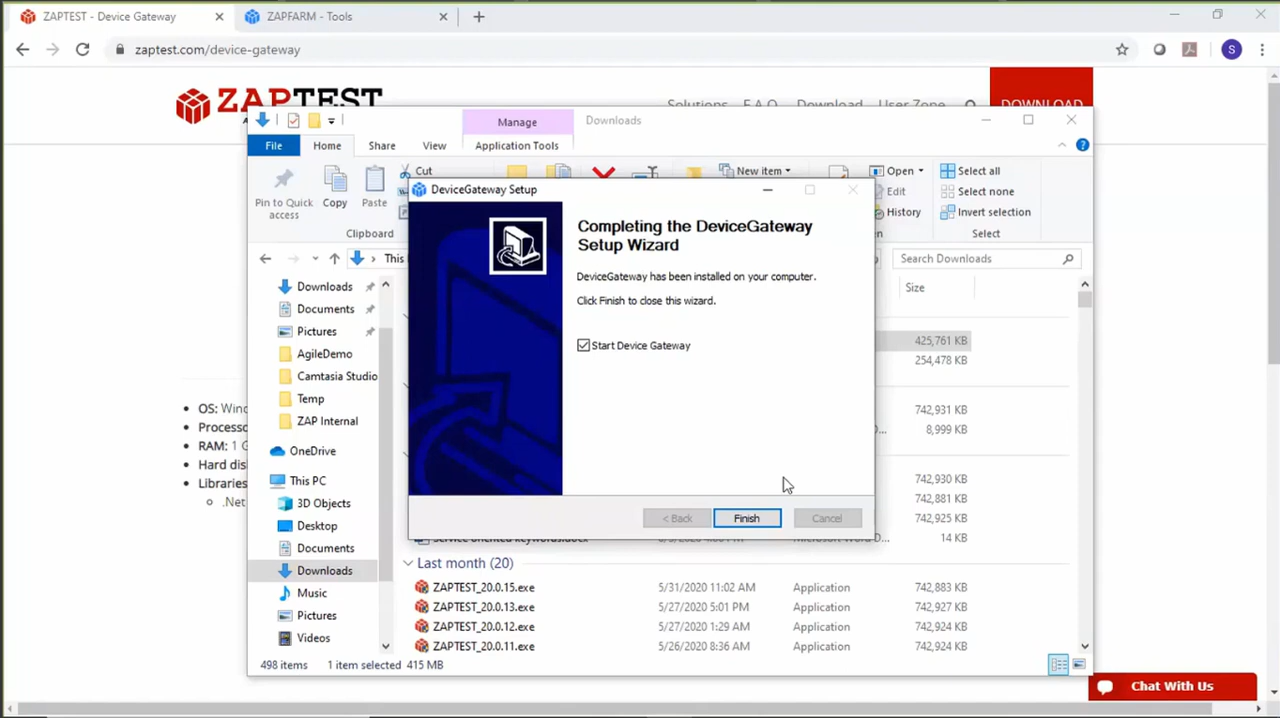 ZAPTEST - Device Gateway
ZAPFARM - Tools
zaptest.com/device-gateway
S
ZAPTEST
Solutions F.A.Q. Download User Zone
DOWNLOAD
Manage
Downloads
File Home Share View Application Tools
Pin to Quick access
Copy
Paste
Cut
New item
Open
Edit
History
Select all
Select none
Invert selection
Clipboard
Select
This
Search Downloads
DeviceGateway Setup
Completing the DeviceGateway
Setup Wizard
DeviceGateway has been installed on your computer.
Click Finish to close this wizard.
Start Device Gateway
< Back
Finish
Cancel
Downloads
Documents
Pictures
AgileDemo
Camtasia Studio
Temp
ZAP Internal
OneDrive
This PC
3D Objects
Desktop
Documents
Downloads
Music
Pictures
Videos
Size
425,761 KB
254,478 KB
742,931 KB
8,999 KB
742,930 KB
742,881 KB
742,925 KB
14 KB
Last month (20)
ZAPTEST_20.0.15.exe 5/31/2020 11:02 AM Application 742,883 KB
ZAPTEST_20.0.13.exe 5/27/2020 5:01 PM Application 742,927 KB
ZAPTEST_20.0.12.exe 5/27/2020 1:29 AM Application 742,924 KB
ZAPTEST_20.0.11.exe 5/26/2020 8:36 AM Application 742,924 KB
498 items 1 item selected 415 MB
OS:
RAM: 1
Hard
.Net
Chat With Us